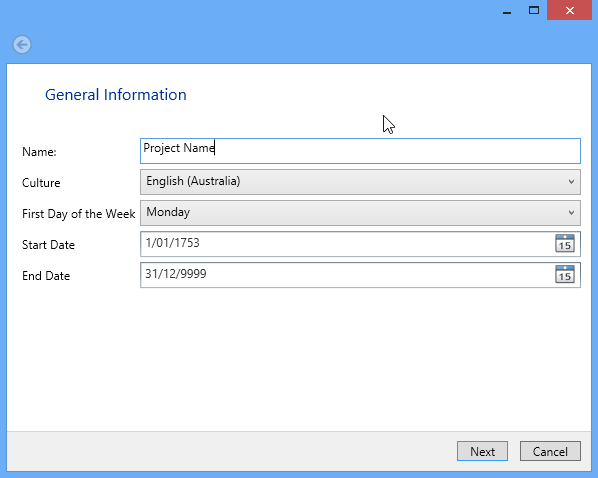 General Information
Name: Project Name
Culture English (Australia)
First Day of the Week Monday
Start Date 1/01/1753 15
End Date 31/12/9999 15
Next Cancel